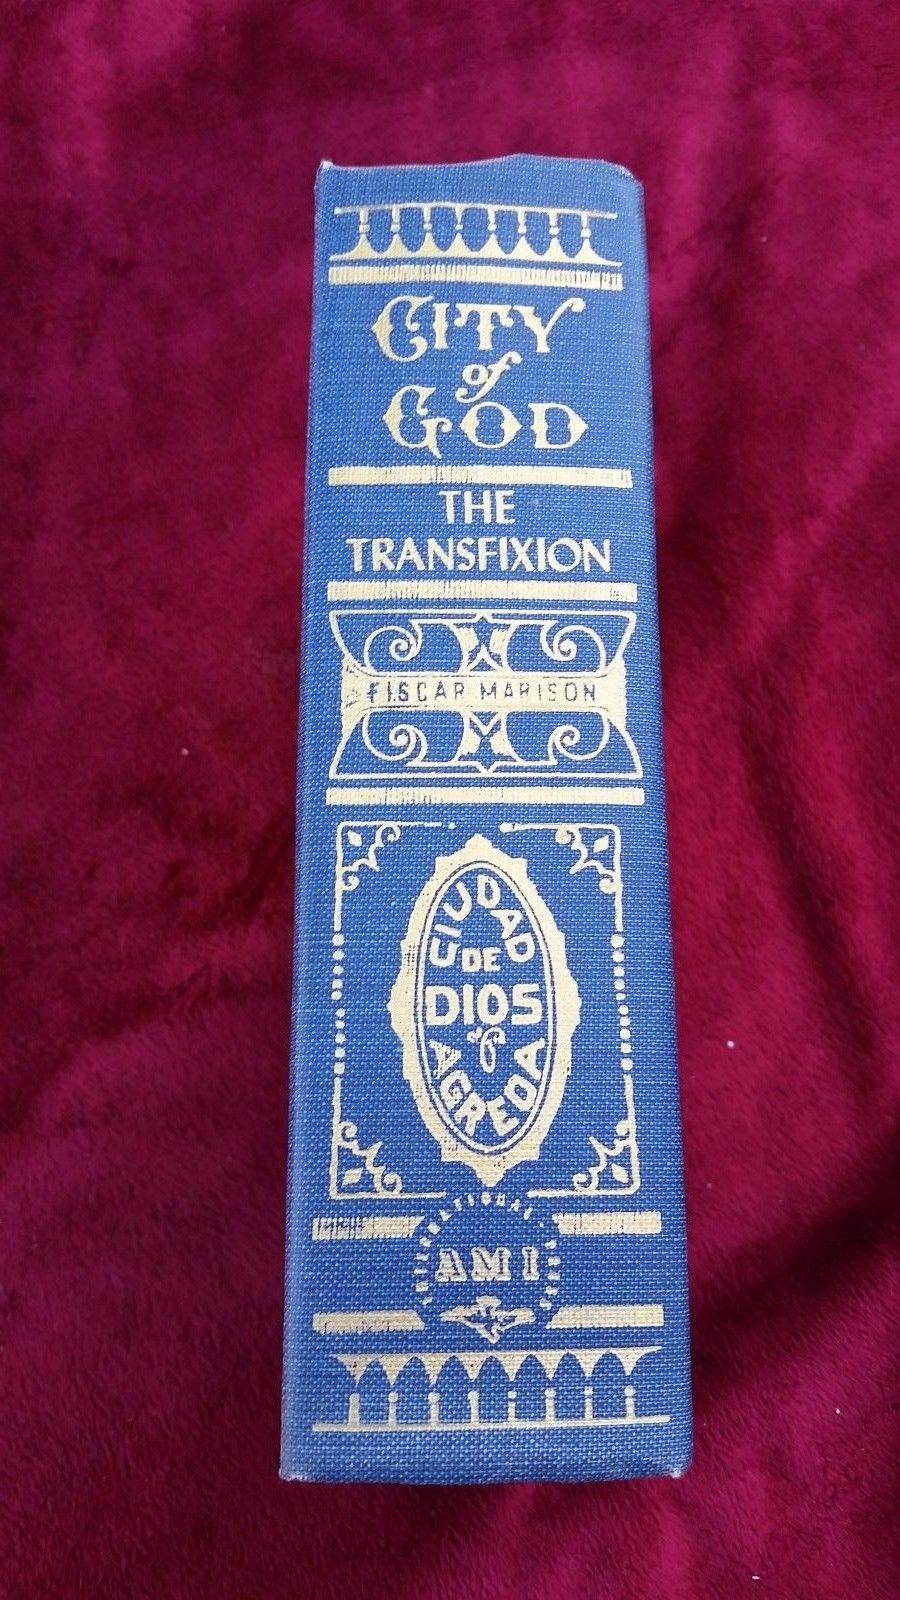 CITY
of
GOD
THE
TRANSFIXION
FISCAR MARISON
CIUDAD
DE
DIOS
AGREDA
AMI